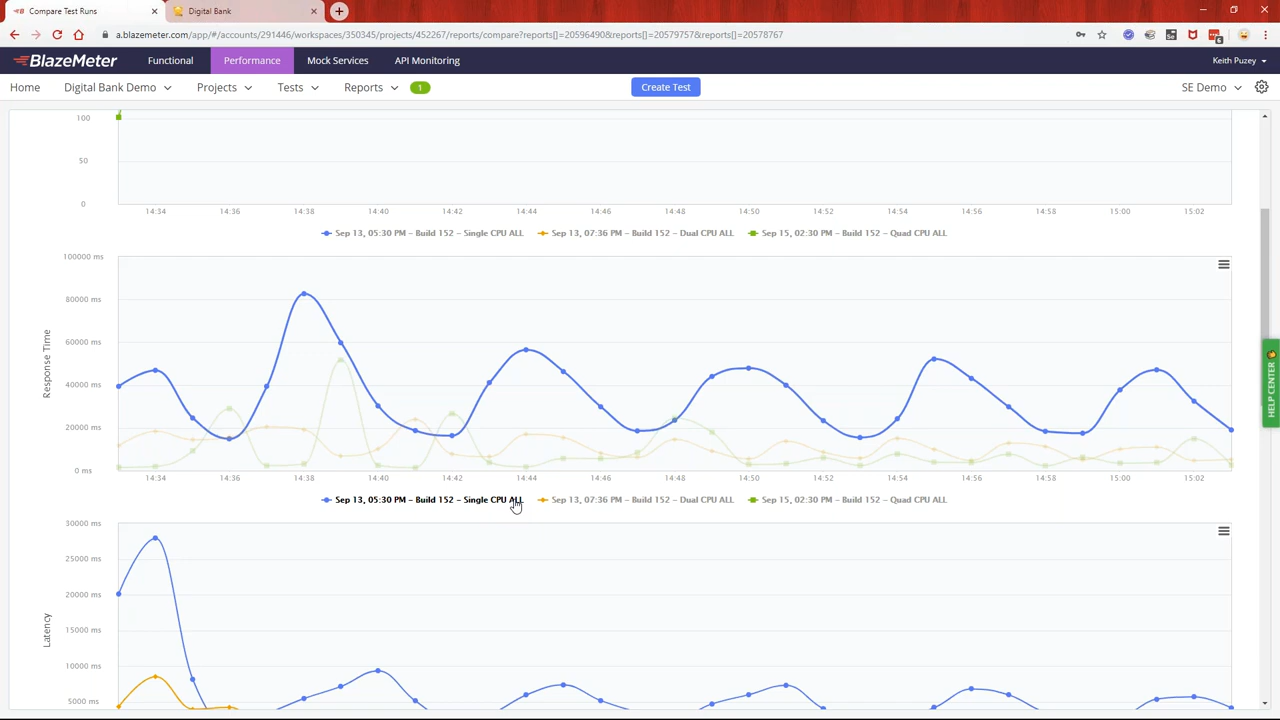 Compare Test Runs
Digital Bank
a.blazemeter.com/app/#/accounts/291446/workspaces/350345/projects/452267/reports/compare?reports[]=20596490&reports[]=20579757&reports[]=20578767
BlazeMeter
Functional
Performance
Mock Services
API Monitoring
Keith Puzey
Home
Digital Bank Demo
Projects
Tests
Reports
1
Create Test
SE Demo
100
50
0
14:34 14:36 14:38 14:40 14:42 14:44 14:46 14:48 14:50 14:52 14:54 14:56 14:58 15:00 15:02
Sep 13, 05:30 PM – Build 152 – Single CPU ALL
Sep 13, 07:36 PM – Build 152 – Dual CPU ALL
Sep 15, 02:30 PM – Build 152 – Quad CPU ALL
Response Time
100000 ms
80000 ms
60000 ms
40000 ms
20000 ms
0 ms
14:34 14:36 14:38 14:40 14:42 14:44 14:46 14:48 14:50 14:52 14:54 14:56 14:58 15:00 15:02
Sep 13, 05:30 PM – Build 152 – Single CPU ALL
Sep 13, 07:36 PM – Build 152 – Dual CPU ALL
Sep 15, 02:30 PM – Build 152 – Quad CPU ALL
Latency
30000 ms
25000 ms
20000 ms
15000 ms
10000 ms
5000 ms
HELP CENTER